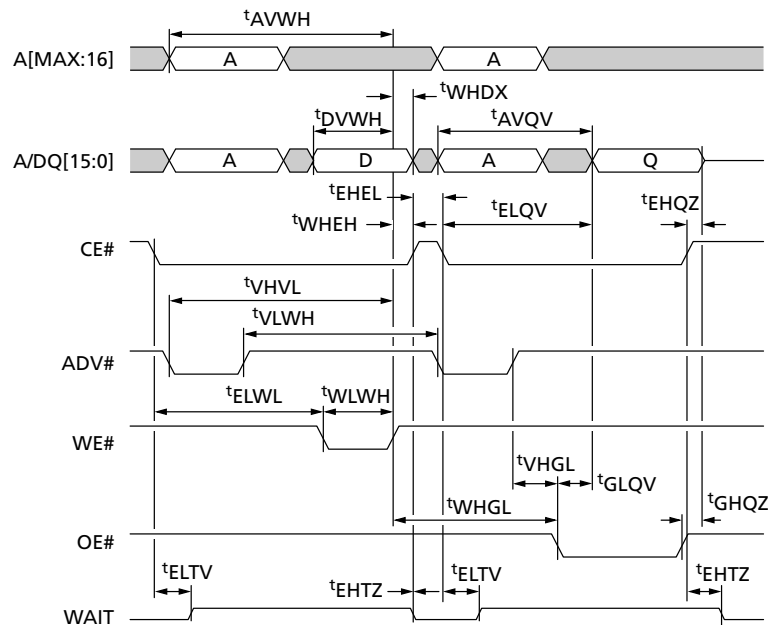 tAVWH
A[MAX:16] A A
tWHDX
tDVWH tAVQV
A/DQ[15:0] A D A Q
tEHEL tELQV tEHQZ
tWHEH
CE#
tVHVL
tVLWH
ADV#
tELWL tWLWH
WE#
tVHGL tGLQV
tWHGL tGHQZ
OE#
tELTV tEHTZ tELTV tEHTZ
WAIT